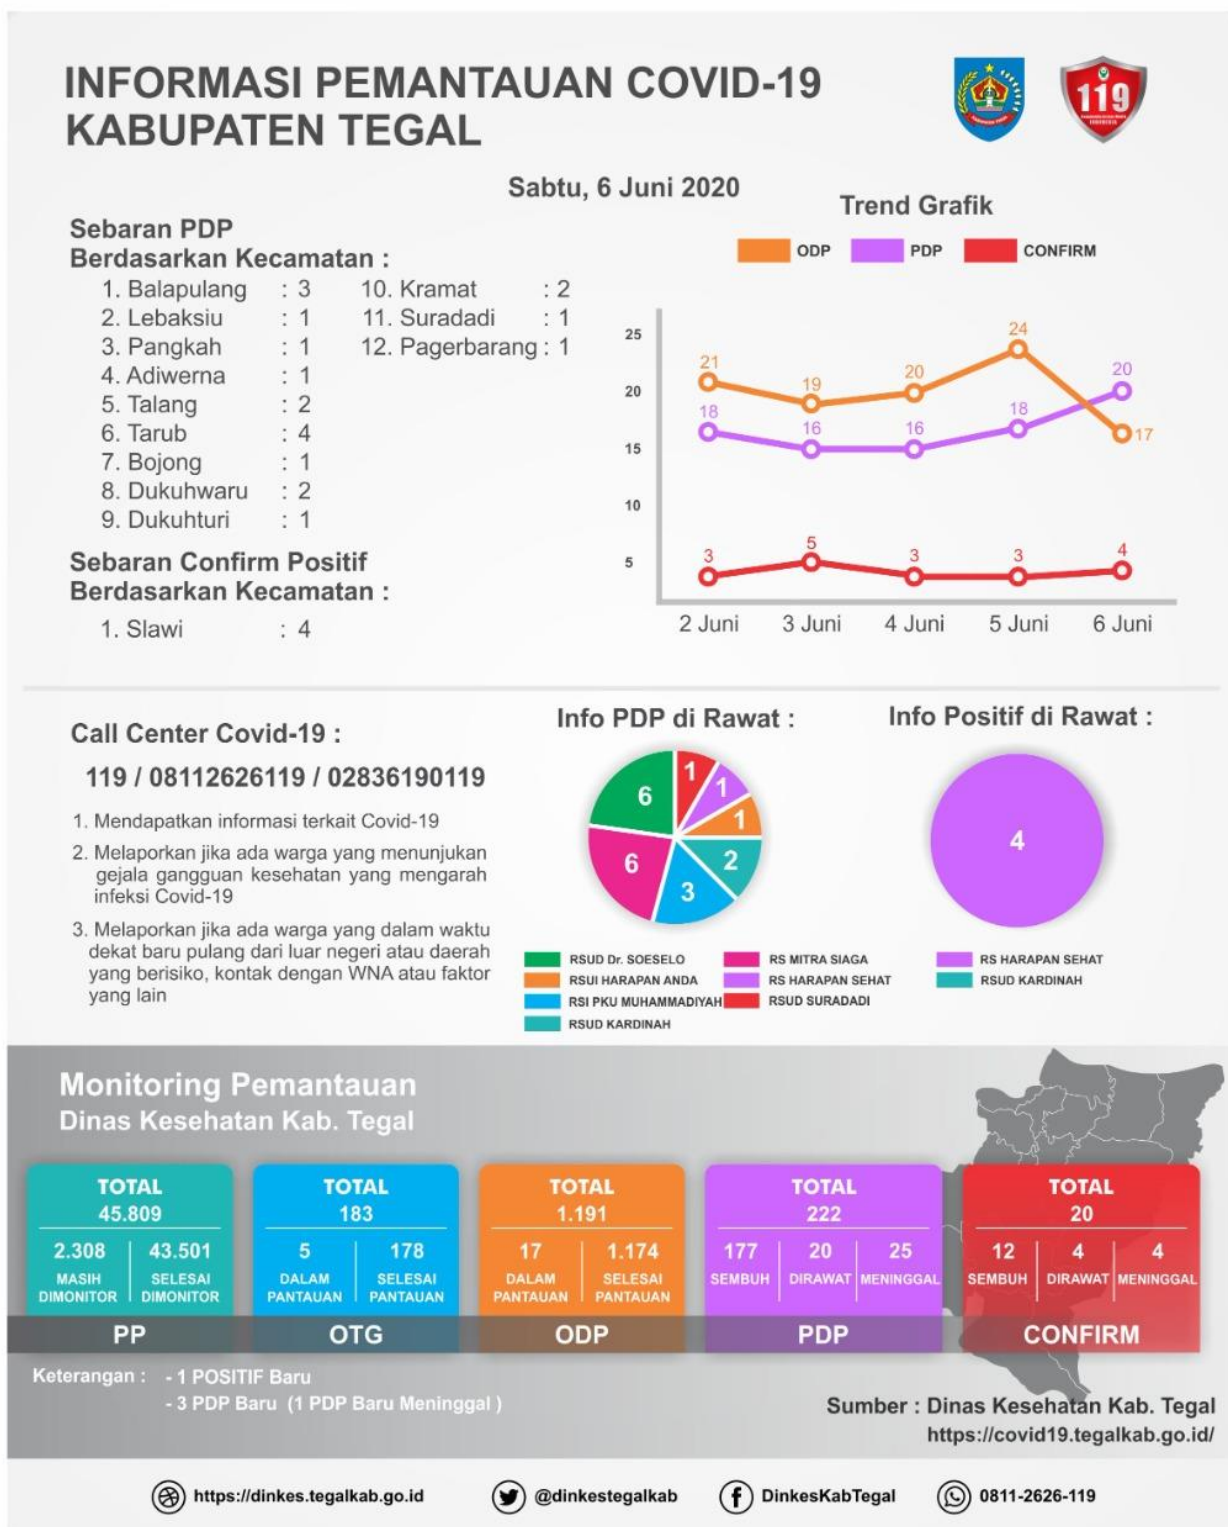 INFORMASI PEMANTAUAN COVID-19
KABUPATEN TEGAL
119
Sabtu, 6 Juni 2020
Sebaran PDP
Berdasarkan Kecamatan :
1. Balapulang : 3
2. Lebaksiu : 1
3. Pangkah : 1
4. Adiwerna : 1
5. Talang : 2
6. Tarub : 4
7. Bojong : 1
8. Dukuhwaru : 2
9. Dukuhturi : 1
10. Kramat : 2
11. Suradadi : 1
12. Pagerbarang : 1
Sebaran Confirm Positif
Berdasarkan Kecamatan :
1. Slawi : 4
Trend Grafik
ODP PDP CONFIRM
25
20
15
10
5
21 19 20 24 17
18 16 16 18 20
3 5 3 3 4
2 Juni 3 Juni 4 Juni 5 Juni 6 Juni
Call Center Covid-19 :
119 / 08112626119 / 02836190119
1. Mendapatkan informasi terkait Covid-19
2. Melaporkan jika ada warga yang menunjukan
gejala gangguan kesehatan yang mengarah
infeksi Covid-19
3. Melaporkan jika ada warga yang dalam waktu
dekat baru pulang dari luar negeri atau daerah
yang berisiko, kontak dengan WNA atau faktor
yang lain
Info PDP di Rawat :
1
1
1
2
3
6
6
RSUD Dr. SOESELO
RSUI HARAPAN ANDA
RSI PKU MUHAMMADIYAH
RSUD KARDINAH
RS MITRA SIAGA
RS HARAPAN SEHAT
RSUD SURADADI
Info Positif di Rawat :
4
RS HARAPAN SEHAT
RSUD KARDINAH
Monitoring Pemantauan
Dinas Kesehatan Kab. Tegal
TOTAL
45.809
2.308 43.501
MASIH SELESAI
DIMONITOR DIMONITOR
PP
TOTAL
183
5 178
DALAM SELESAI
PANTAUAN PANTAUAN
OTG
TOTAL
1.191
17 1.174
DALAM SELESAI
PANTAUAN PANTAUAN
ODP
TOTAL
222
177 20 25
SEMBUH DIRAWAT MENINGGAL
PDP
TOTAL
20
12 4 4
SEMBUH DIRAWAT MENINGGAL
CONFIRM
Keterangan : - 1 POSITIF Baru
- 3 PDP Baru (1 PDP Baru Meninggal )
Sumber : Dinas Kesehatan Kab. Tegal
https://covid19.tegalkab.go.id/
https://dinkes.tegalkab.go.id @dinkestegalkab DinkesKabTegal 0811-2626-119